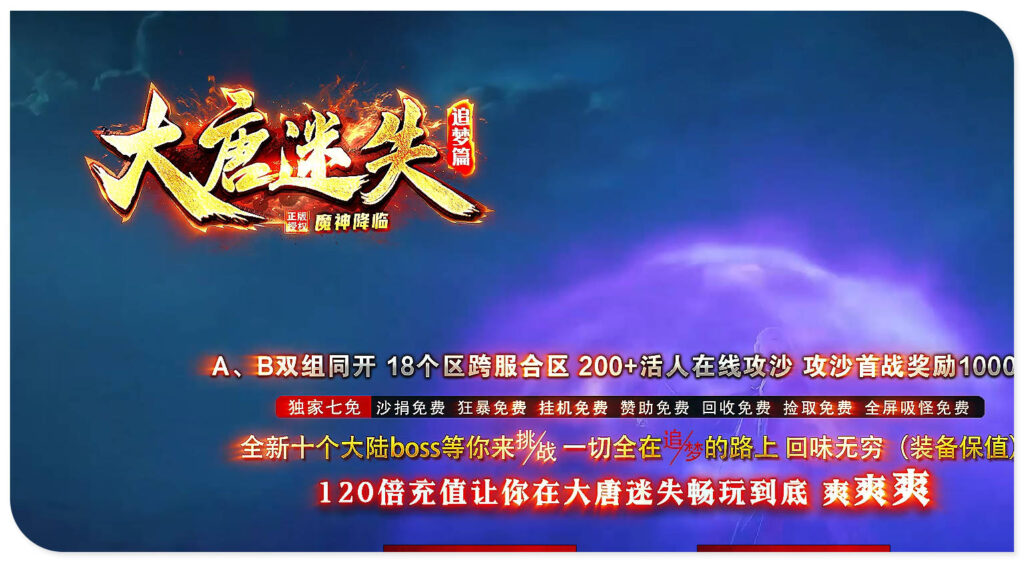 大唐迷失
追梦篇
正版授权
魔神降临
A、B双组同开 18个区跨服合区 200+活人在线攻沙 攻沙首战奖励1000
独家七免 沙捐免费 狂暴免费 挂机免费 赞助免费 回收免费 捡取免费 全屏吸怪免费
全新十个大陆boss等你来挑战 一切全在追梦的路上 回味无穷（装备保值）
120倍充值让你在大唐迷失畅玩到底 爽爽爽